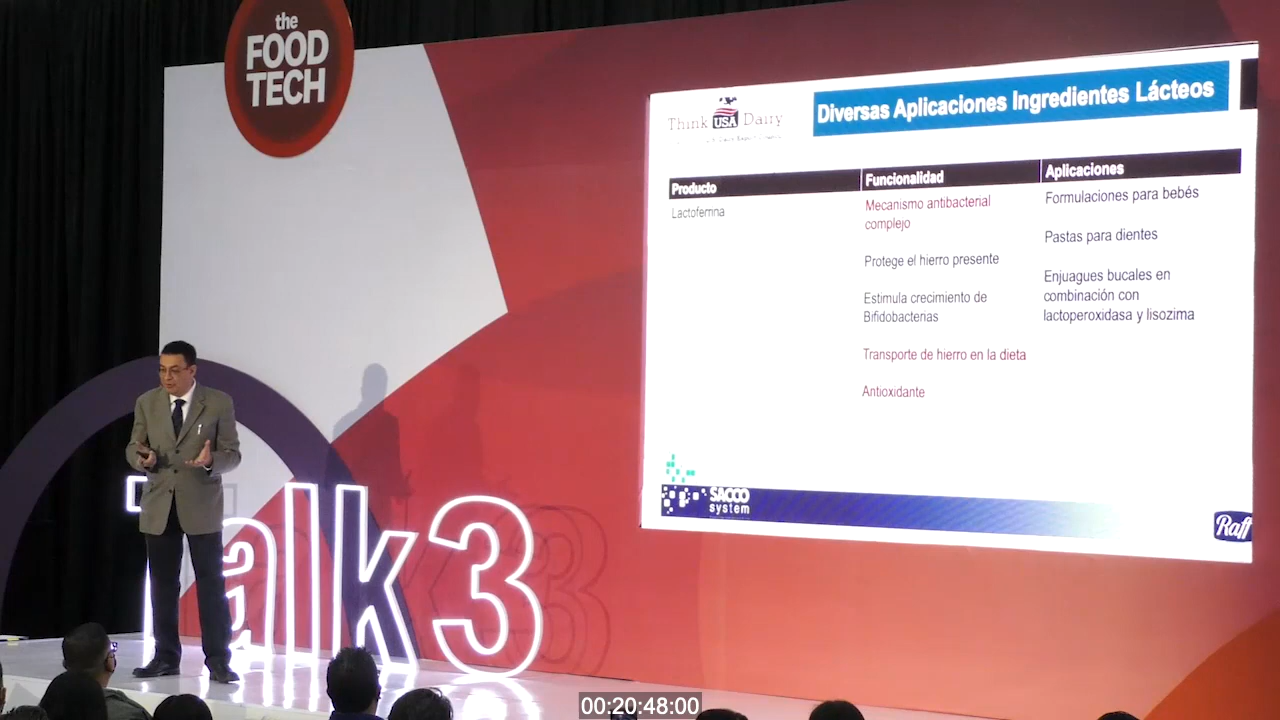 the
FOOD
TECH
Think USA Dairy
Diversas Aplicaciones Ingredientes Lácteos
Producto
Funcionalidad
Aplicaciones
Lactoferrina
Mecanismo antibacterial
complejo
Protege el hierro presente
Estimula crecimiento de
Bifidobacterias
Transporte de hierro en la dieta
Antioxidante
Formulaciones para bebés
Pastas para dientes
Enjuagues bucales en
combinación con
lactoperoxidasa y lisozima
SACCO
system
Raff
Talk3
00:20:48:00